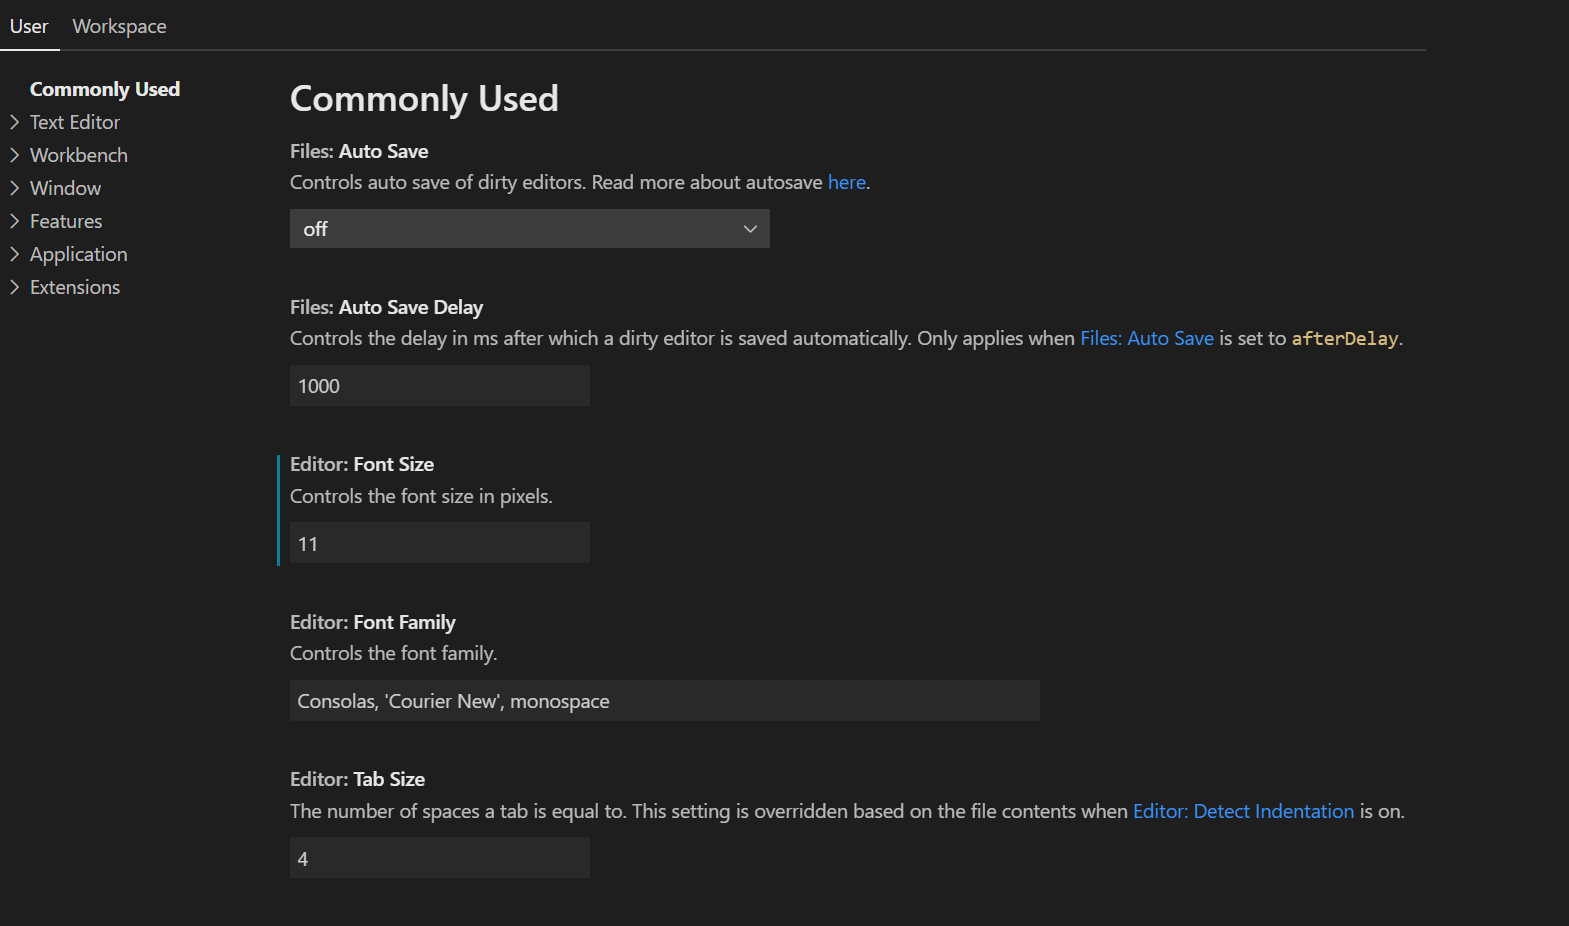 User Workspace
Commonly Used
Text Editor
Workbench
Window
Features
Application
Extensions
Commonly Used
Files: Auto Save
Controls auto save of dirty editors. Read more about autosave here.
off
Files: Auto Save Delay
Controls the delay in ms after which a dirty editor is saved automatically. Only applies when Files: Auto Save is set to afterDelay.
1000
Editor: Font Size
Controls the font size in pixels.
11
Editor: Font Family
Controls the font family.
Consolas, 'Courier New', monospace
Editor: Tab Size
The number of spaces a tab is equal to. This setting is overridden based on the file contents when Editor: Detect Indentation is on.
4